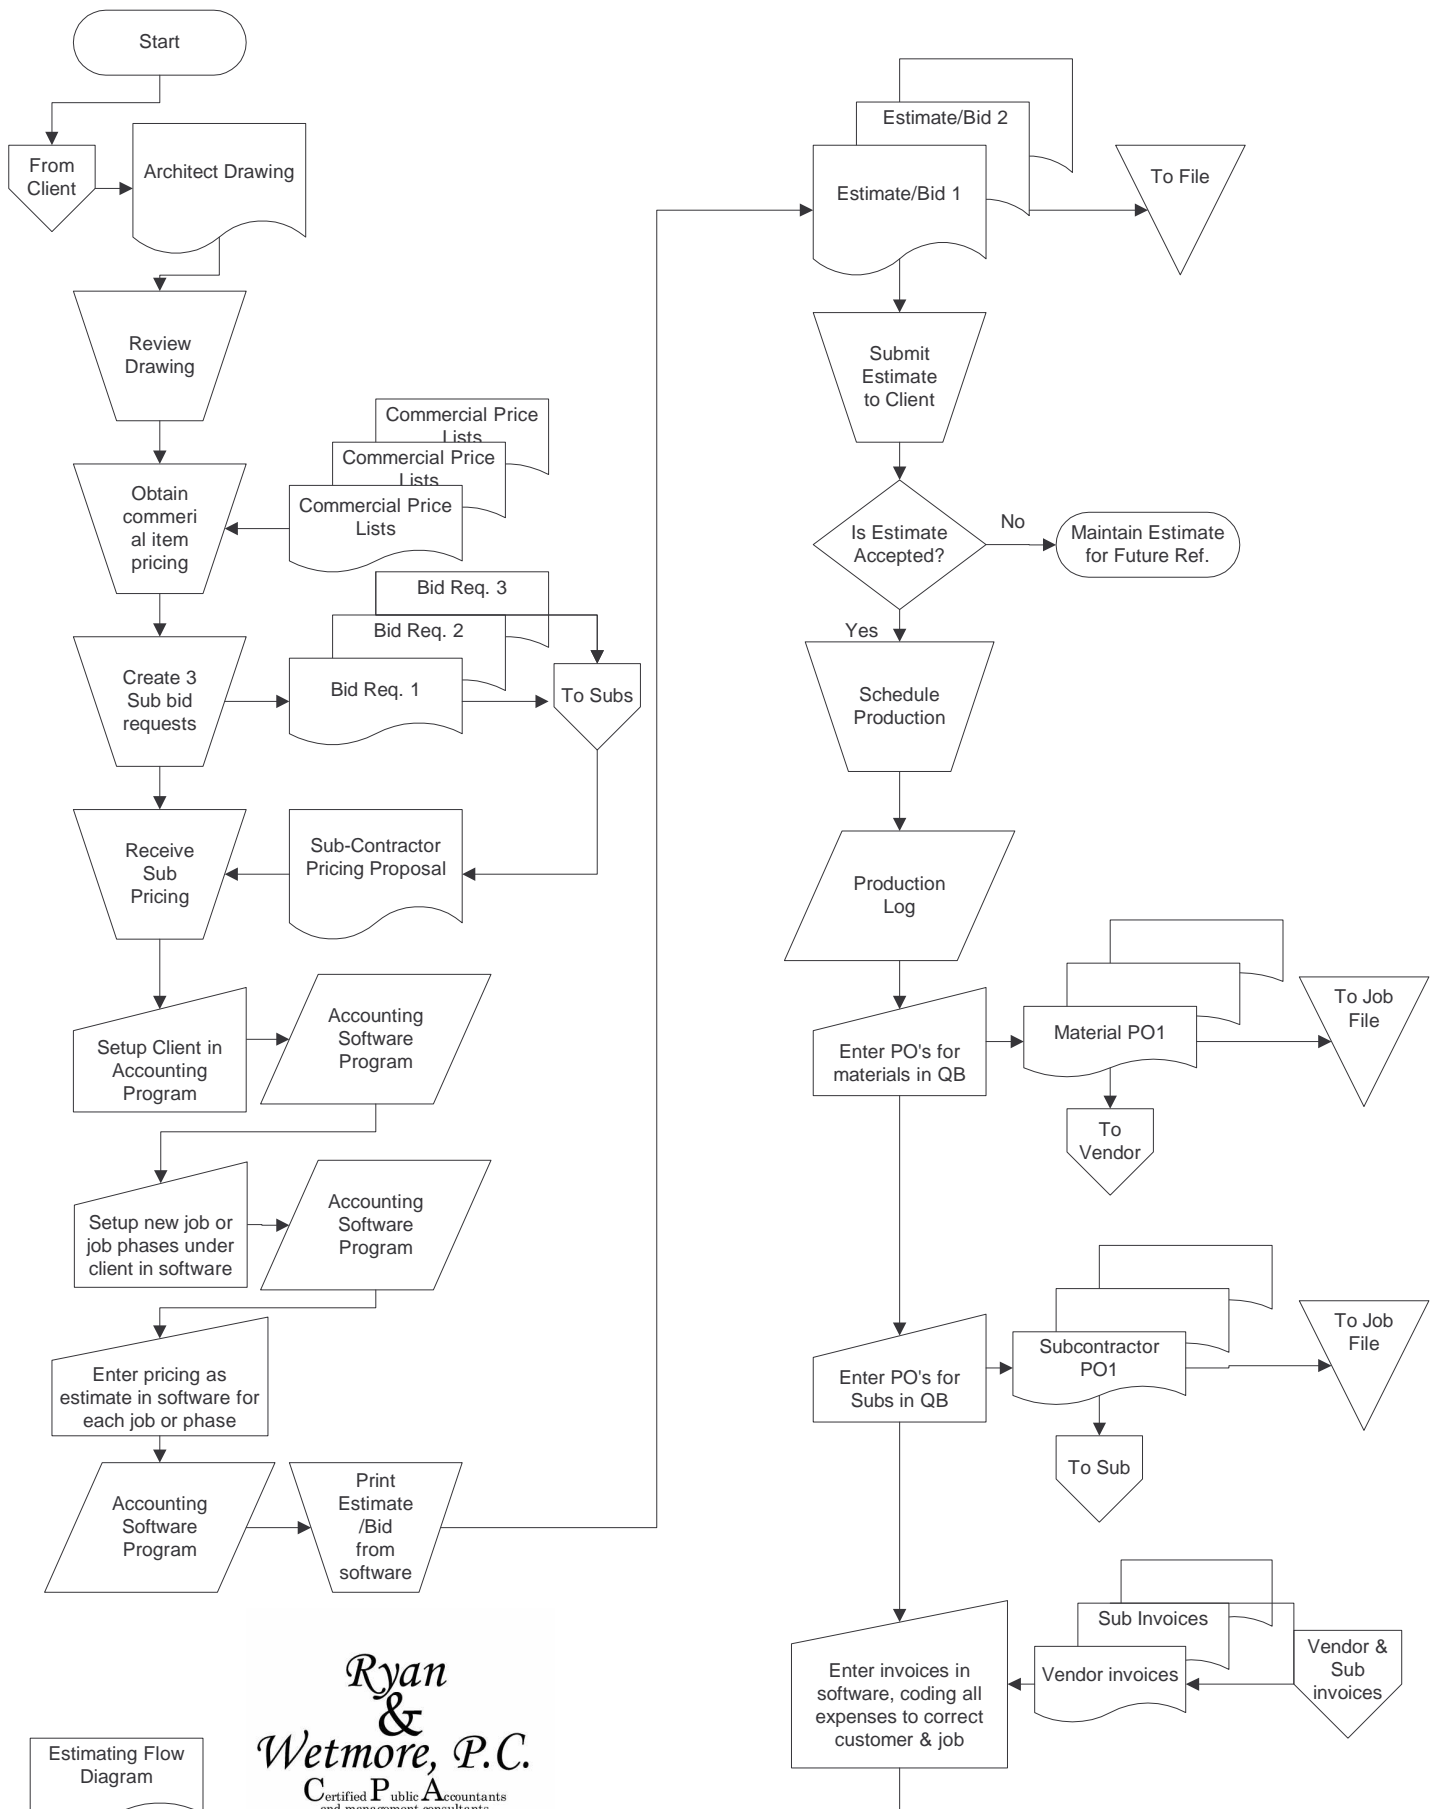 Start
From
Client
Architect Drawing
Review
Drawing
Commercial Price
Lists
Commercial Price
Lists
Commercial Price
Lists
Obtain
commeri
al item
pricing
Bid Req. 3
Bid Req. 2
Bid Req. 1
Create 3
Sub bid
requests
To Subs
Receive
Sub
Pricing
Sub-Contractor
Pricing Proposal
Setup Client in
Accounting
Program
Accounting
Software
Program
Setup new job or
job phases under
client in software
Accounting
Software
Program
Enter pricing as
estimate in software for
each job or phase
Accounting
Software
Program
Print
Estimate
/Bid
from
software
Estimate/Bid 2
Estimate/Bid 1
To File
Submit
Estimate
to Client
Is Estimate
Accepted?
No
Maintain Estimate
for Future Ref.
Yes
Schedule
Production
Production
Log
Enter PO's for
materials in QB
Material PO1
To Job
File
To
Vendor
Enter PO's for
Subs in QB
Subcontractor
PO1
To Job
File
To Sub
Enter invoices in
software, coding all
expenses to correct
customer & job
Sub Invoices
Vendor invoices
Vendor &
Sub
invoices
Estimating Flow
Diagram
Ryan
&
Wetmore, P.C.
Certified Public Accountants
and management consultants